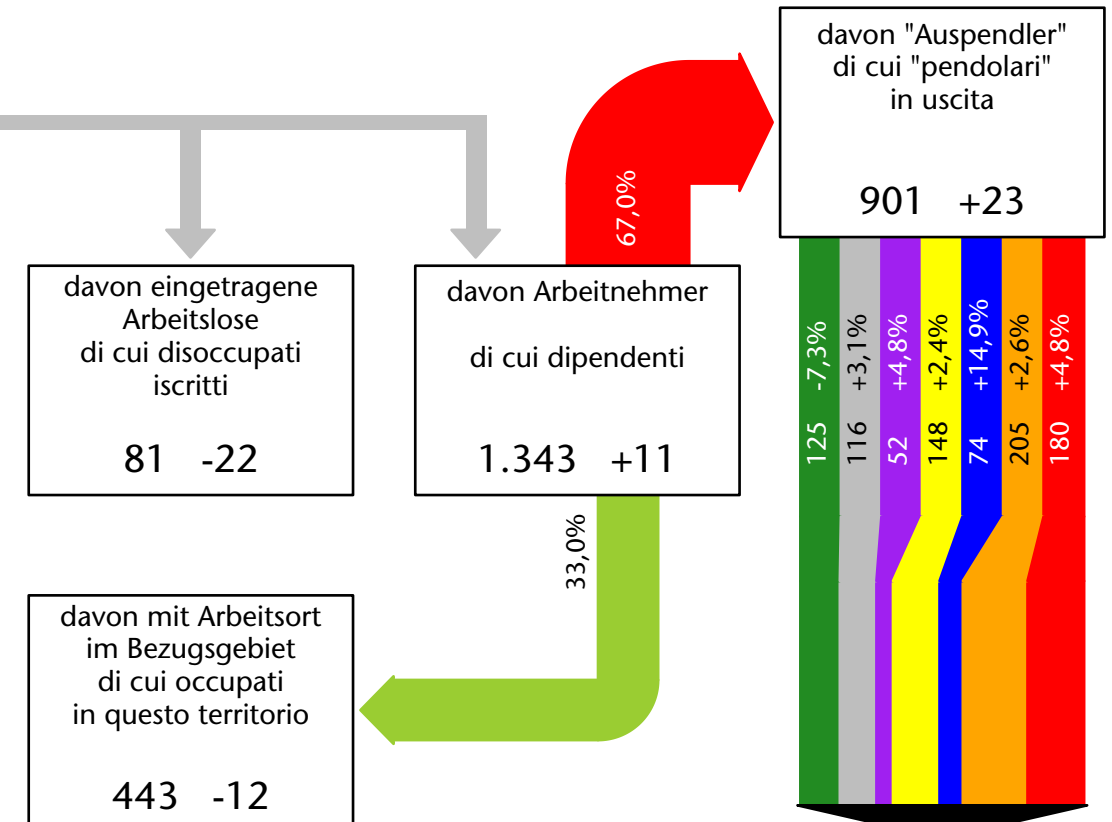 davon "Auspendler"
di cui "pendolari"
in uscita
901 +23
67,0%
davon eingetragene
Arbeitslose
di cui disoccupati
iscritti
81 -22
davon Arbeitnehmer
di cui dipendenti
1.343 +11
125 -7,3%
116 +3,1%
52 +4,8%
148 +2,4%
74 +14,9%
205 +2,6%
180 +4,8%
33,0%
davon mit Arbeitsort
im Bezugsgebiet
di cui occupati
in questo territorio
443 -12